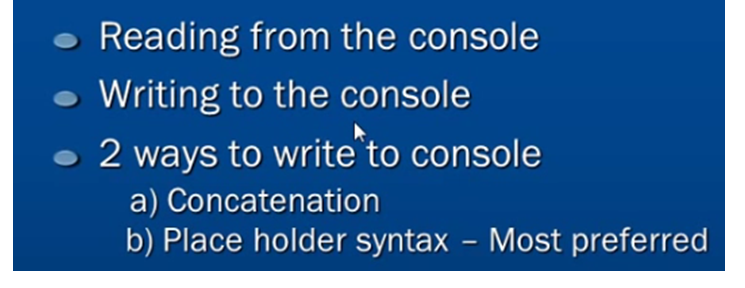 Reading from the console
Writing to the console
2 ways to write to console
a) Concatenation
b) Place holder syntax – Most preferred